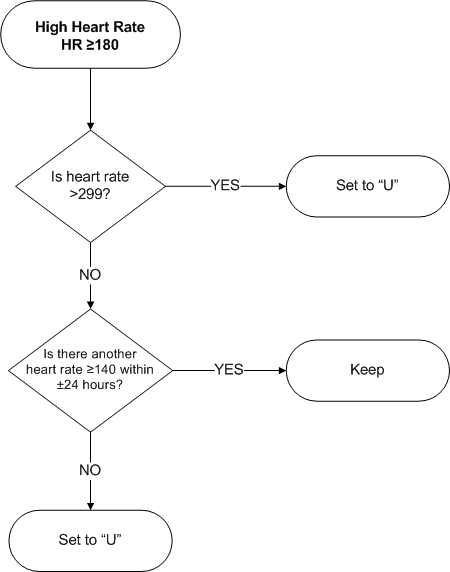 High Heart Rate
HR ≥180
Is heart rate
>299?
YES
Set to “U”
NO
Is there another
heart rate ≥140 within
±24 hours?
YES
Keep
NO
Set to “U”